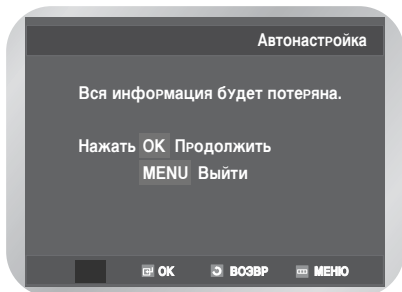 Автонастройка
Вся информация будет потеряна.
Нажать OK Продолжить
MENU Выйти
OK ВОЗВР МЕНЮ